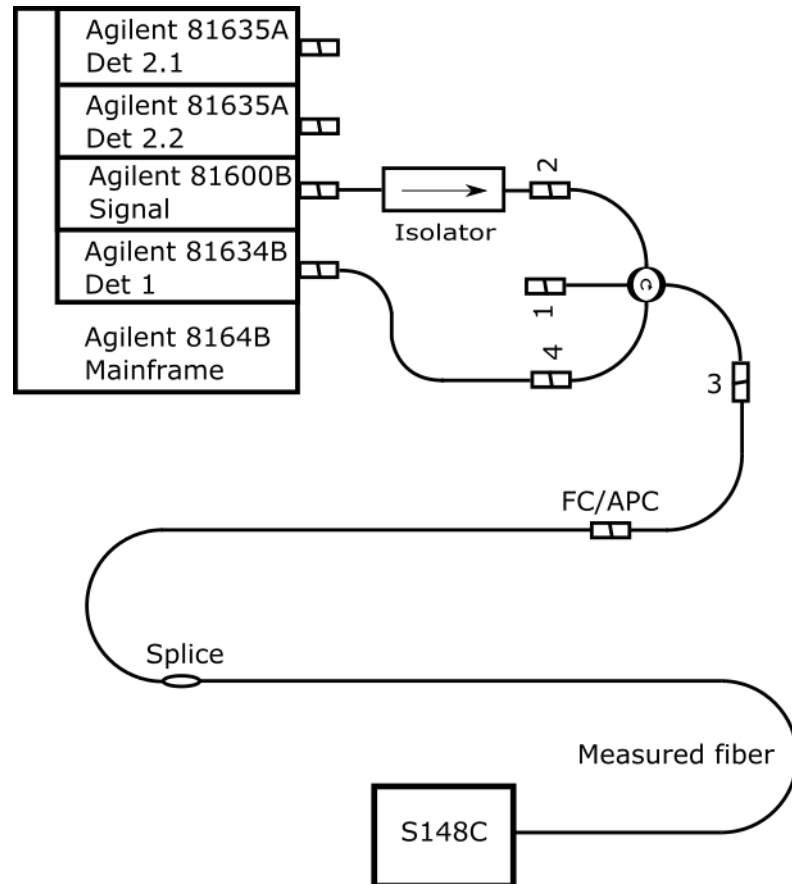 Agilent 81635A
Det 2.1
Agilent 81635A
Det 2.2
Agilent 81600B
Signal
Agilent 81634B
Det 1
Agilent 8164B
Mainframe
Isolator
2
1
4
C
3
FC/APC
Splice
Measured fiber
S148C